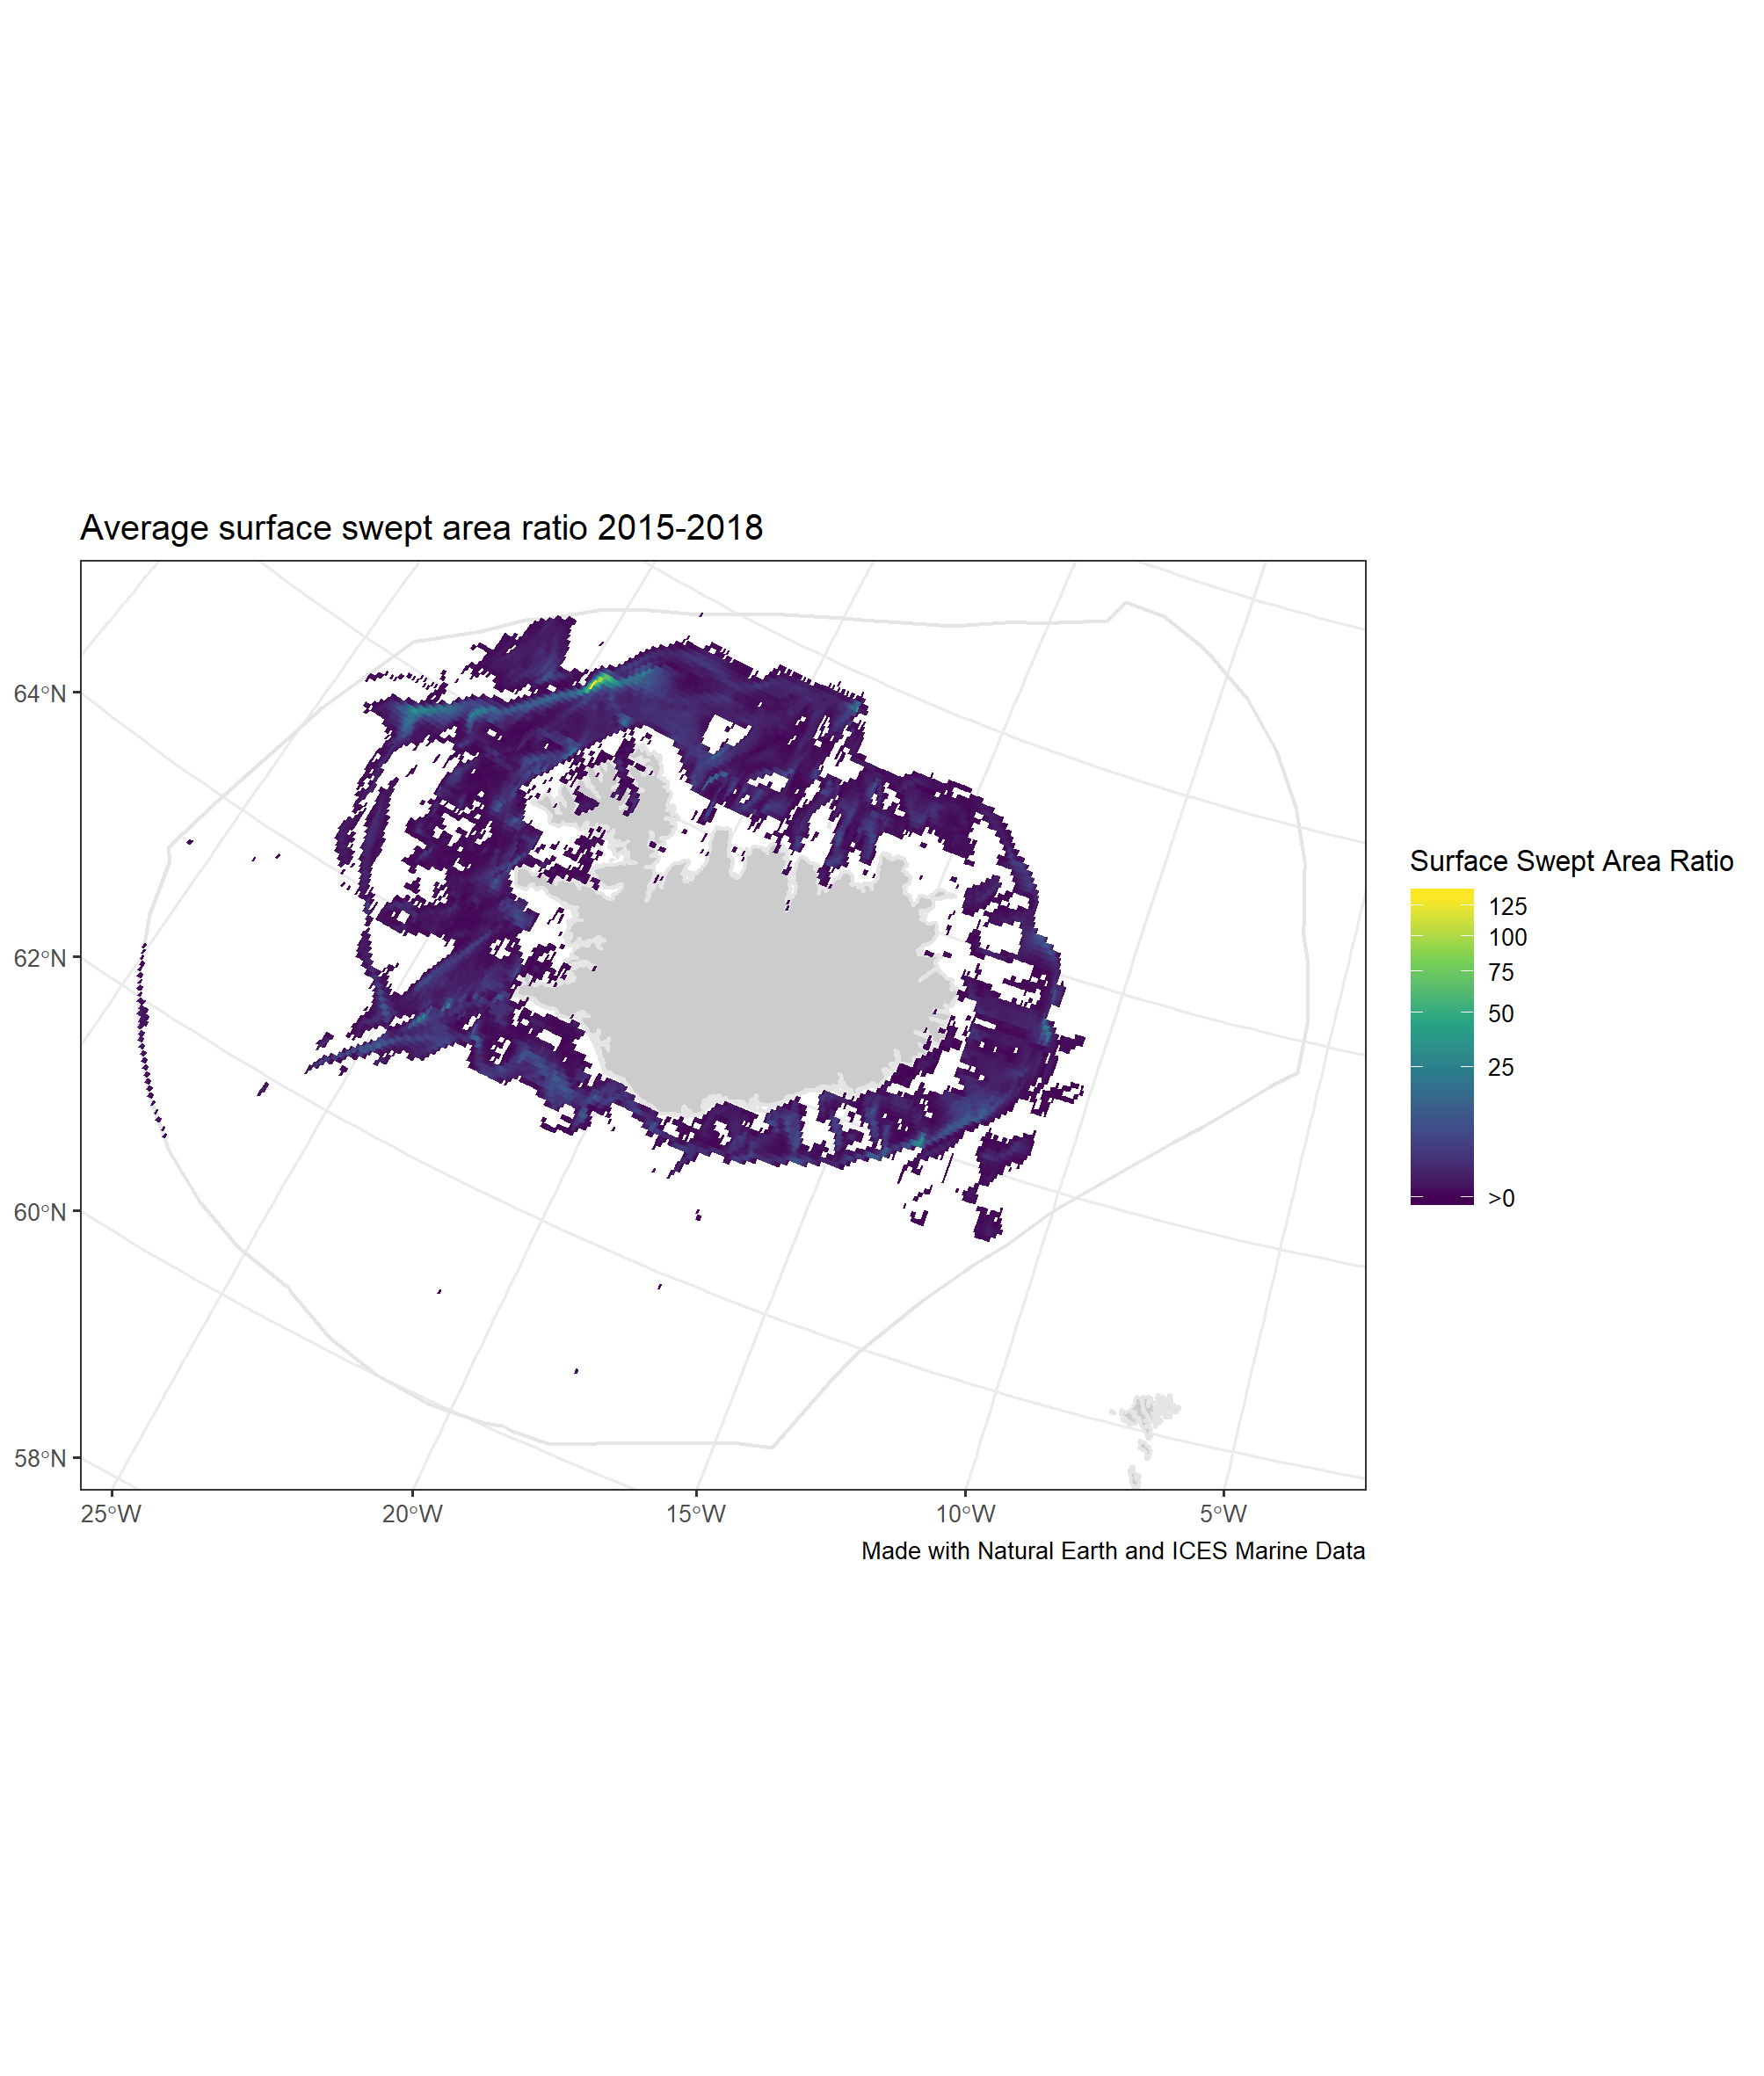 Average surface swept area ratio 2015-2018
64°N
62°N
60°N
58°N
25°W
20°W
15°W
10°W
5°W
Surface Swept Area Ratio
125
100
75
50
25
>0
Made with Natural Earth and ICES Marine Data